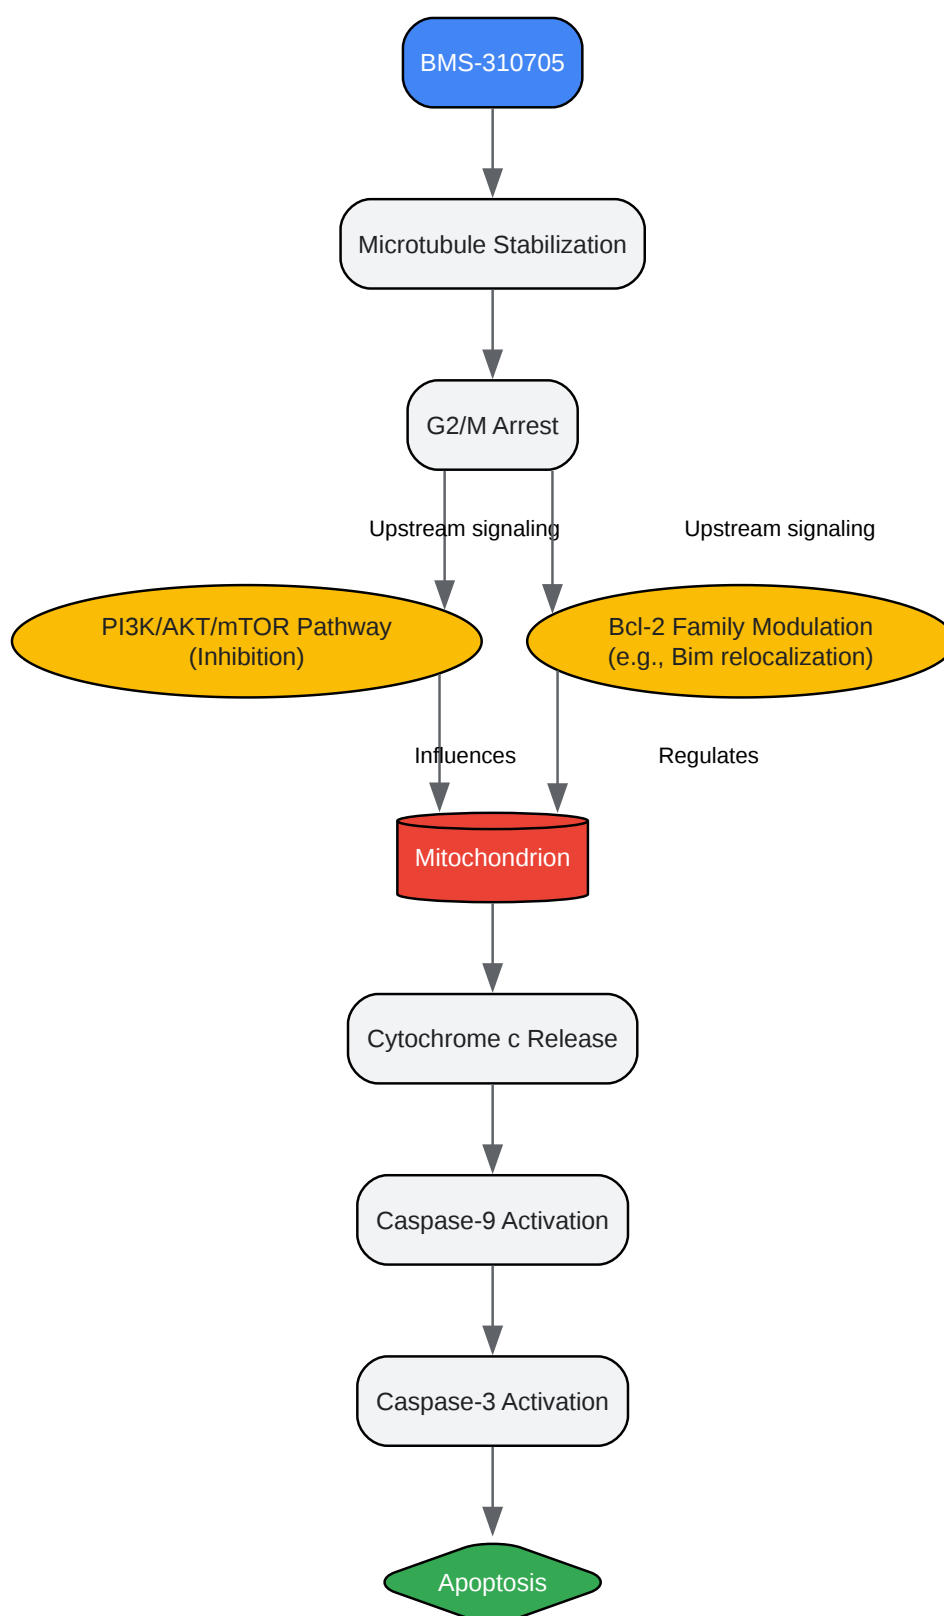 BMS-310705
Microtubule Stabilization
G2/M Arrest
Upstream signaling
Upstream signaling
PI3K/AKT/mTOR Pathway
(Inhibition)
Bcl-2 Family Modulation
(e.g., Bim relocalization)
Influences
Regulates
Mitochondrion
Cytochrome c Release
Caspase-9 Activation
Caspase-3 Activation
Apoptosis